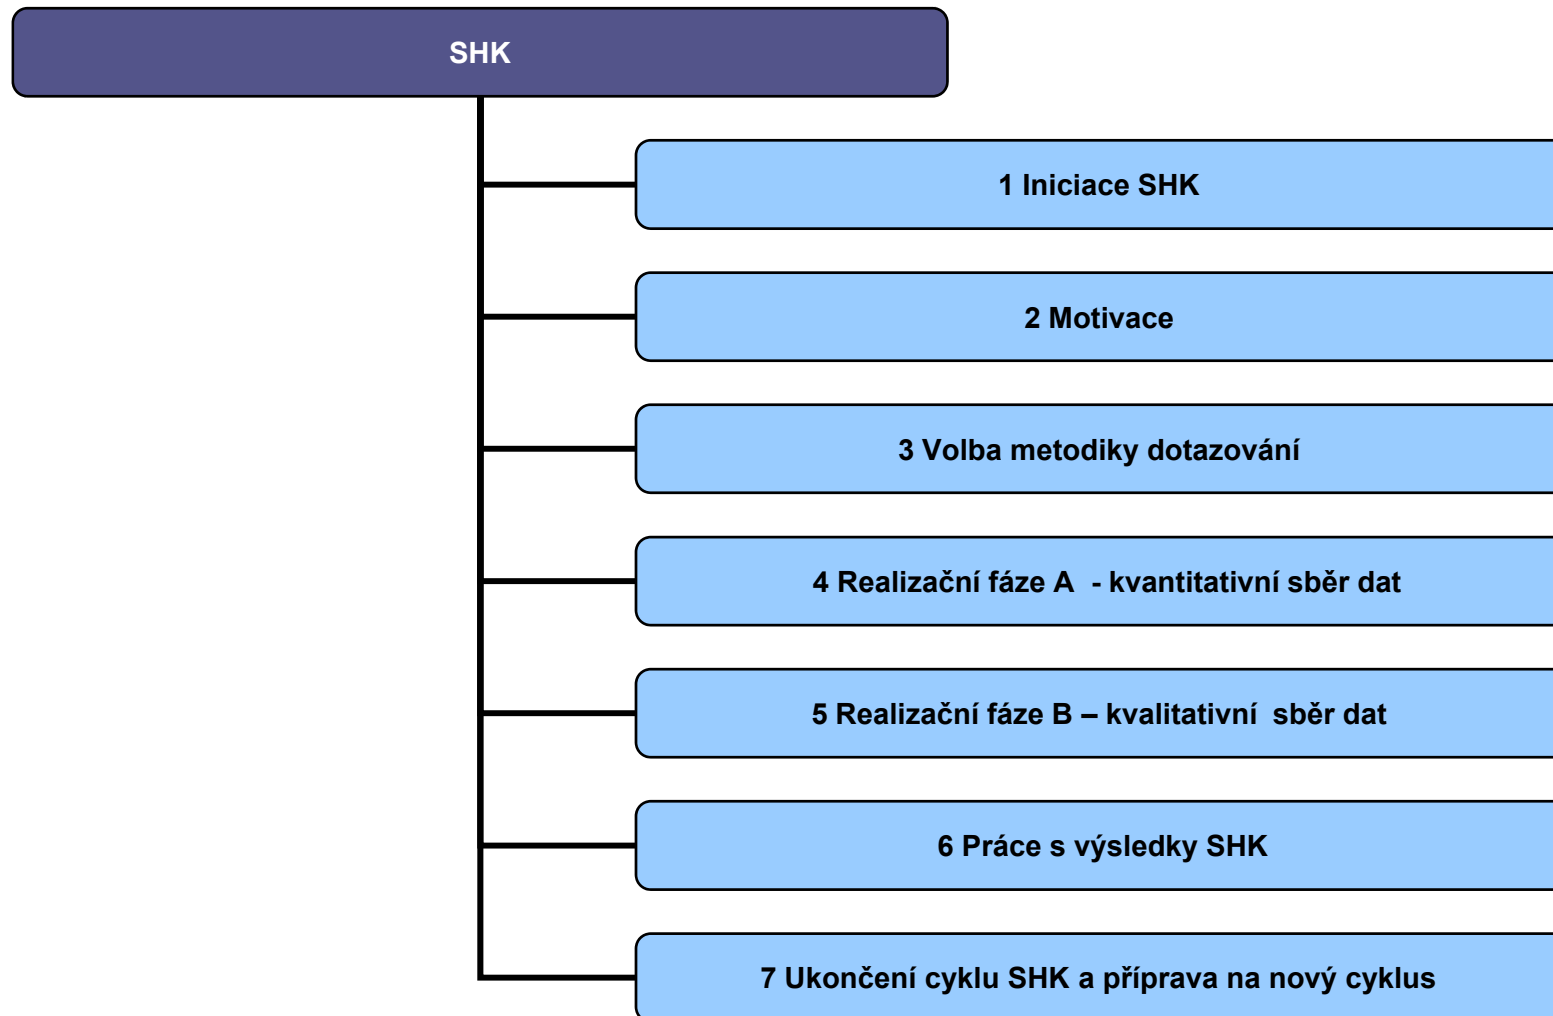 SHK
1 Iniciace SHK
2 Motivace
3 Volba metodiky dotazování
4 Realizační fáze A  - kvantitativní sběr dat
5 Realizační fáze B – kvalitativní  sběr dat
6 Práce s výsledky SHK
7 Ukončení cyklu SHK a příprava na nový cyklus